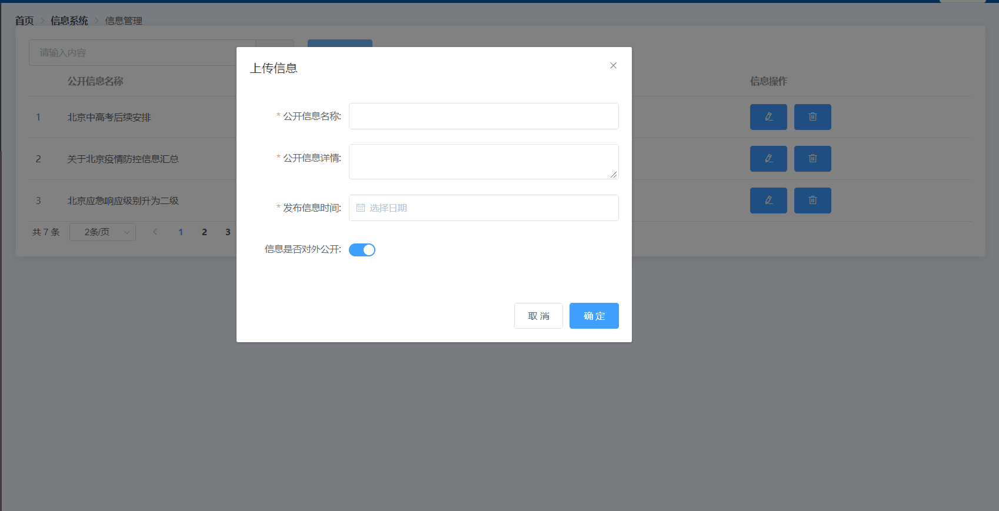 首页 > 信息系统 > 信息管理
请输入内容
公开信息名称 信息操作
1 北京中高考后续安排
2 关于北京疫情防控信息汇总
3 北京应急响应级别升为二级
共 7 条 2条/页 < 1 2 3
上传信息
* 公开信息名称:
* 公开信息详情:
* 发布信息时间: 选择日期
信息是否对外公开:
取 消 确 定